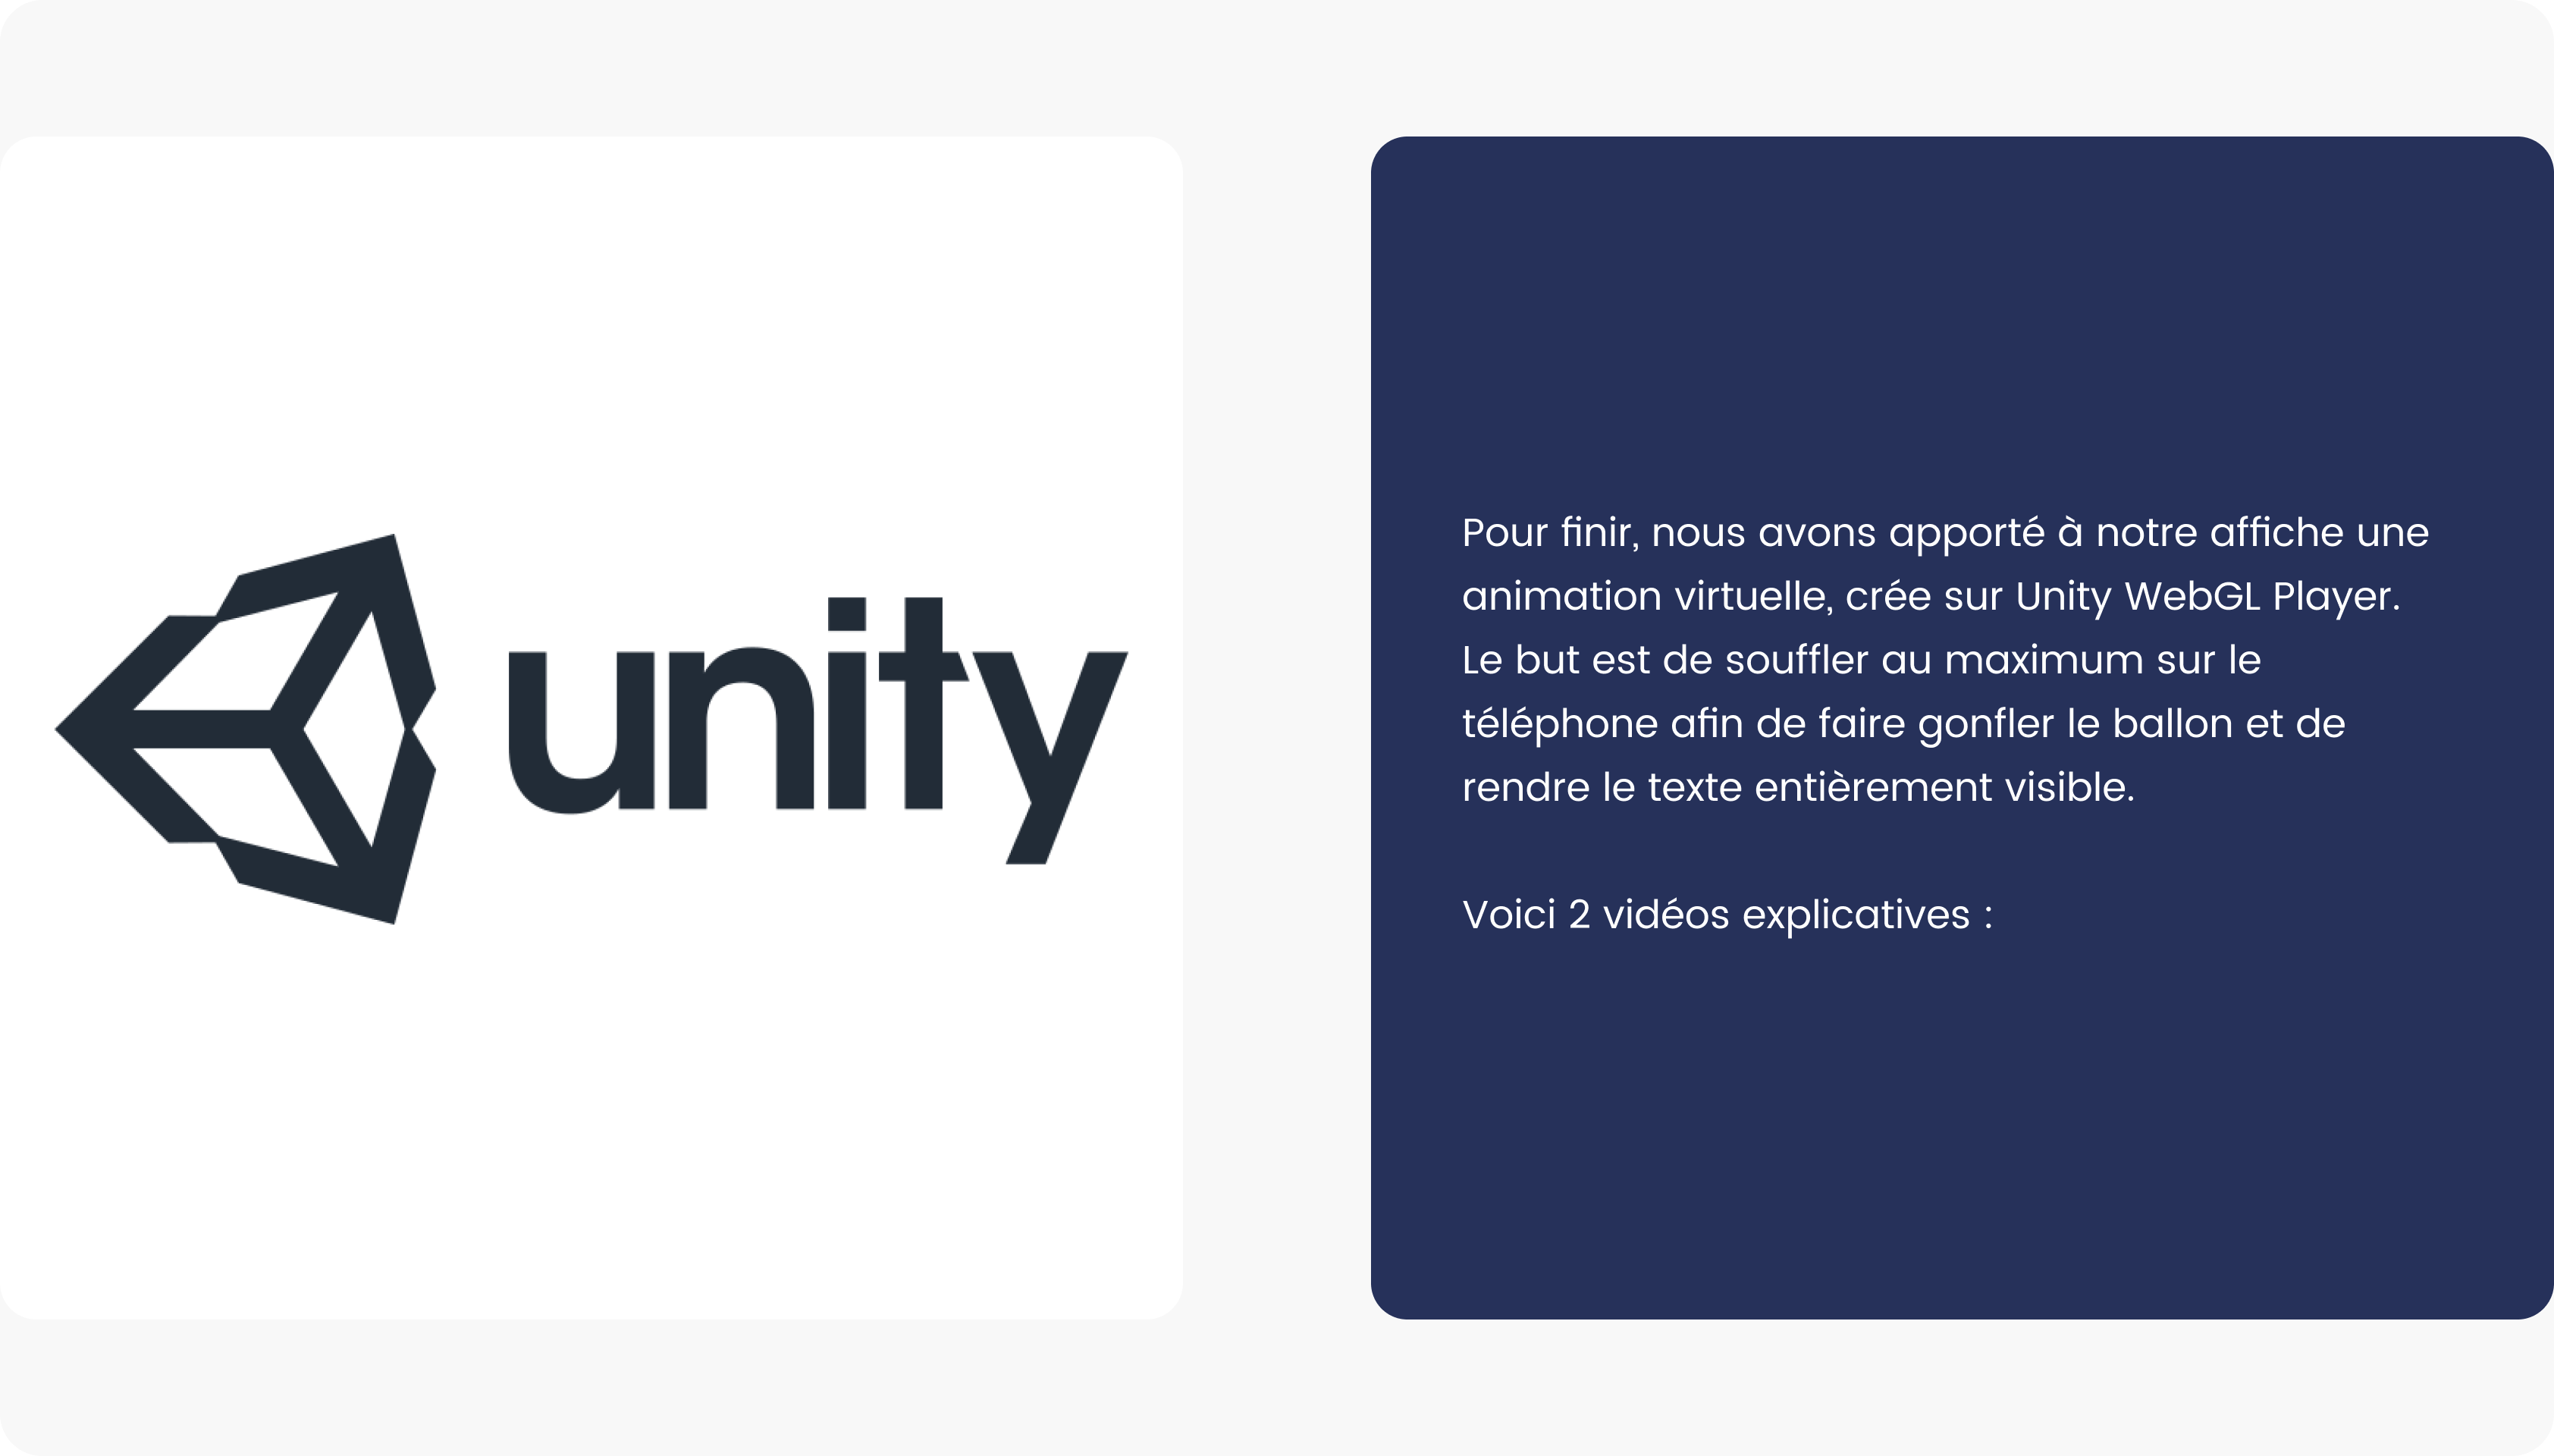 unity
Pour finir, nous avons apporté à notre affiche une
animation virtuelle, crée sur Unity WebGL Player.
Le but est de souffler au maximum sur le
téléphone afin de faire gonfler le ballon et de
rendre le texte entièrement visible.
Voici 2 vidéos explicatives :